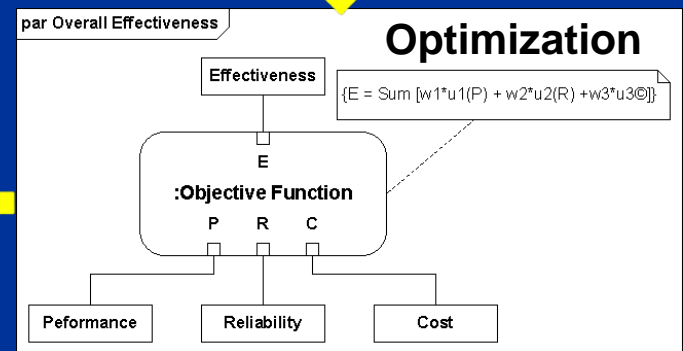 par Overall Effectiveness
Optimization
Effectiveness
{E = Sum [w1*u1(P) + w2*u2(R) +w3*u3©]}
E
:Objective Function
P R C
Peformance Reliability Cost